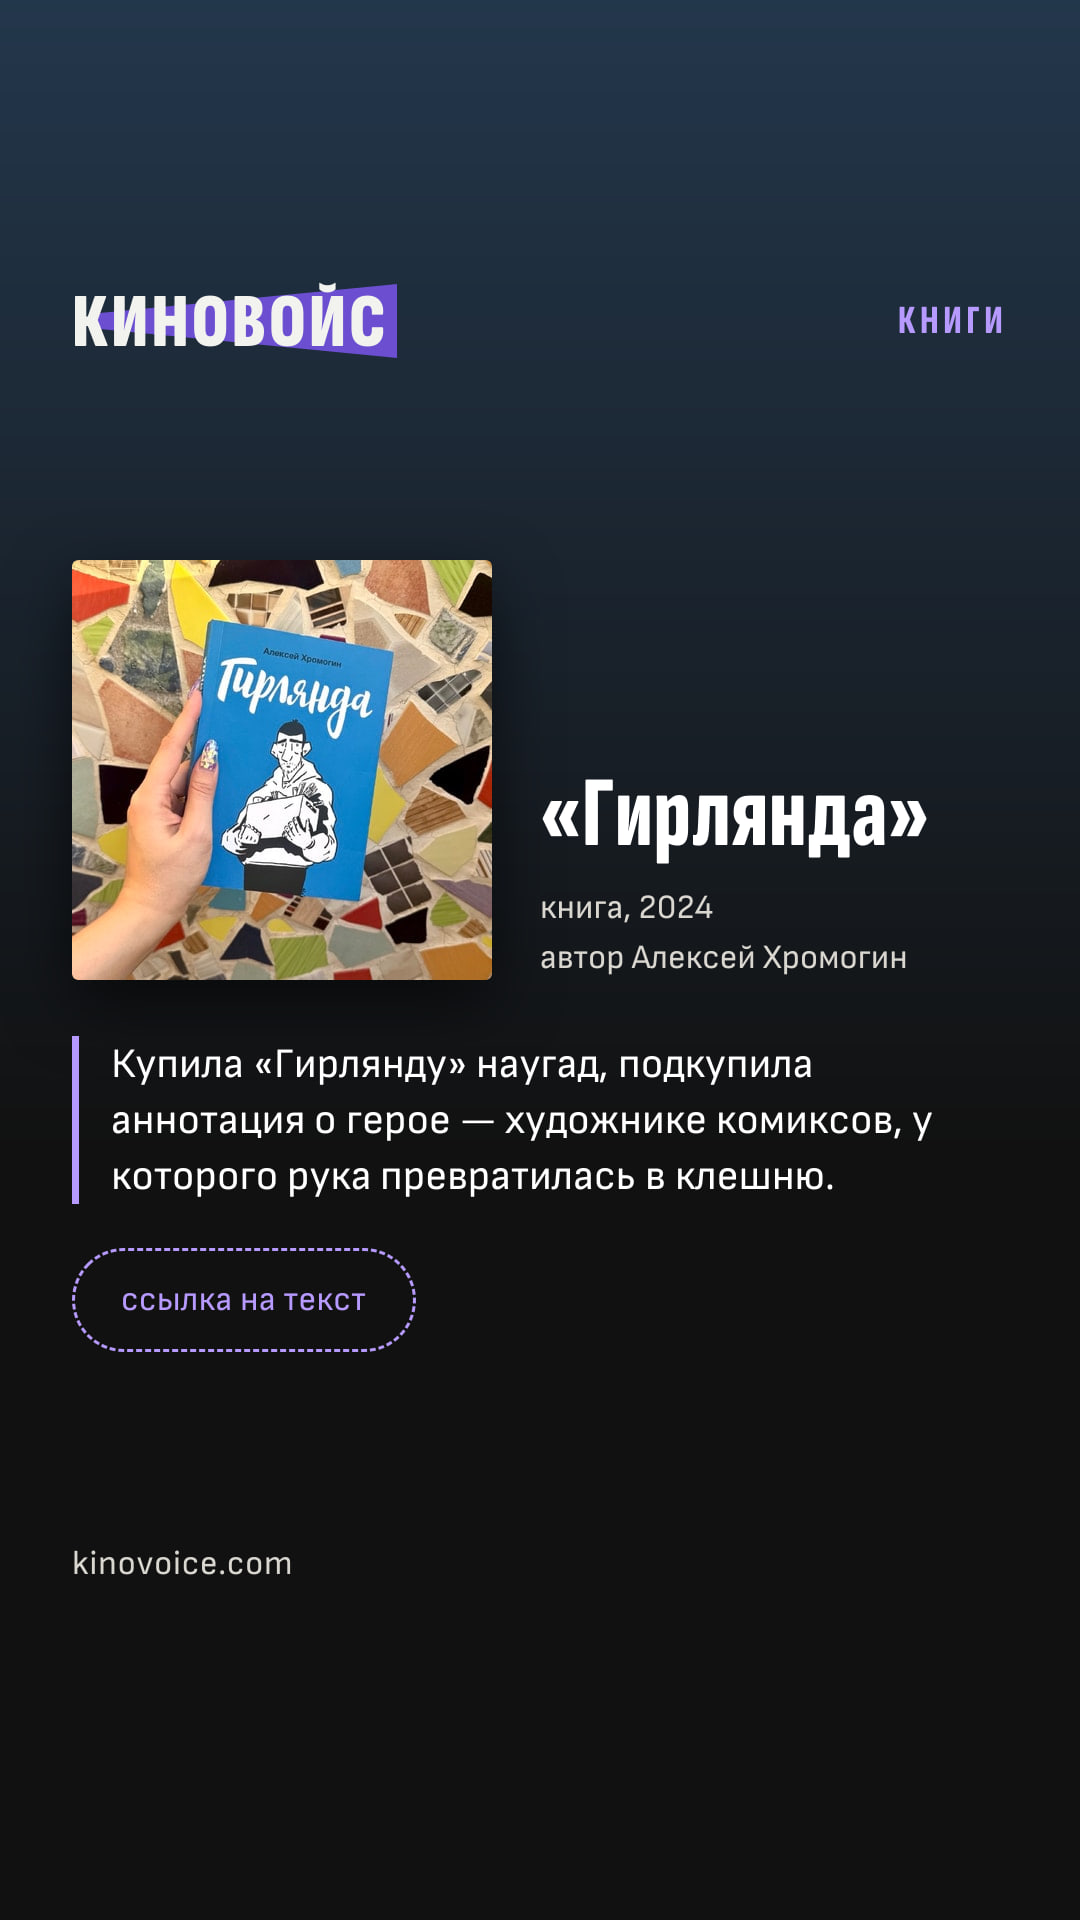 КИНОВОЙС
КНИГИ
Алексей Хромогин
Гирлянда
«Гирлянда»
книга, 2024
автор Алексей Хромогин
Купила «Гирлянду» наугад, подкупила
аннотация о герое — художнике комиксов, у
которого рука превратилась в клешню.
ссылка на текст
kinovoice.com